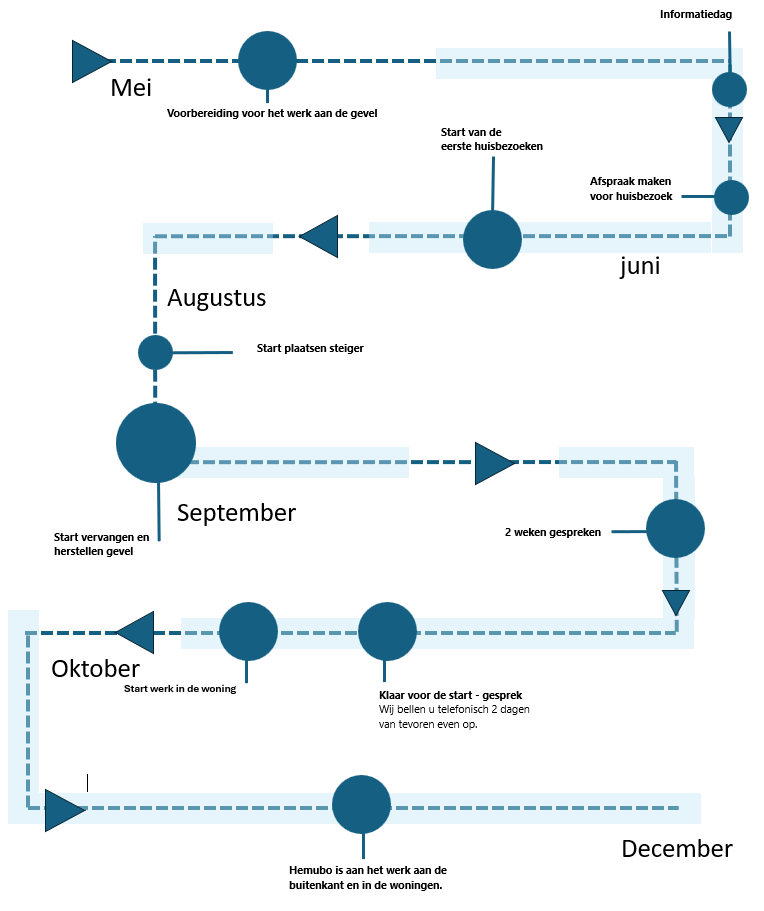 Informatiedag
Mei
Voorbereiding voor het werk aan de gevel
Start van de
eerste huisbezoeken
Afspraak maken
voor huisbezoek
juni
Augustus
Start plaatsen steiger
September
Start vervangen en
herstellen gevel
2 weken gespreken
Oktober
Start werk in de woning
Klaar voor de start - gesprek
Wij bellen u telefonisch 2 dagen
van tevoren even op.
December
Hemubo is aan het werk aan de
buitenkant en in de woningen.